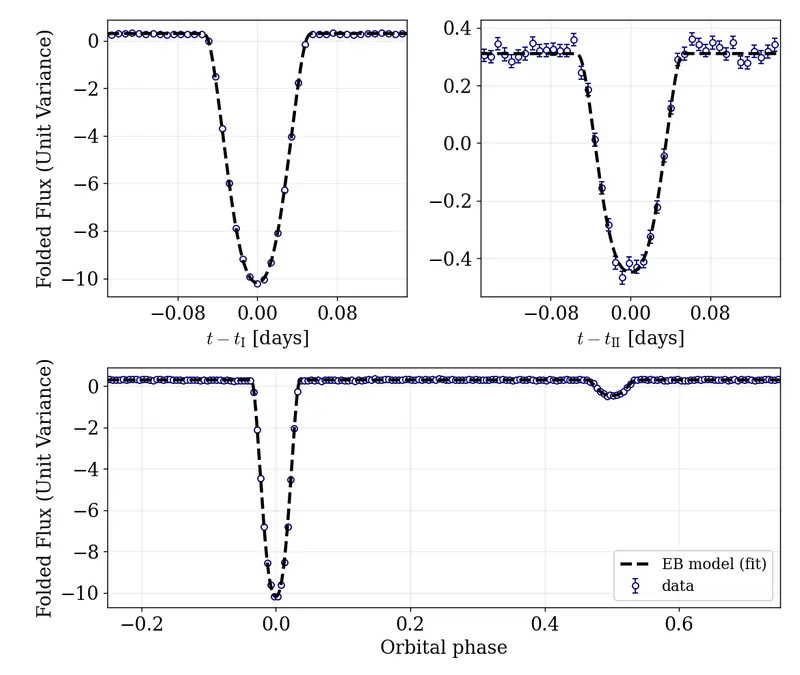 Folded Flux (Unit Variance)
0
−2
−4
−6
−8
−10
−0.08 0.00 0.08
t − tI [days]
0.4
0.2
0.0
−0.2
−0.4
−0.08 0.00 0.08
t − tII [days]
Folded Flux (Unit Variance)
0
−2
−4
−6
−8
−10
EB model (fit)
data
−0.2 0.0 0.2 0.4 0.6
Orbital phase